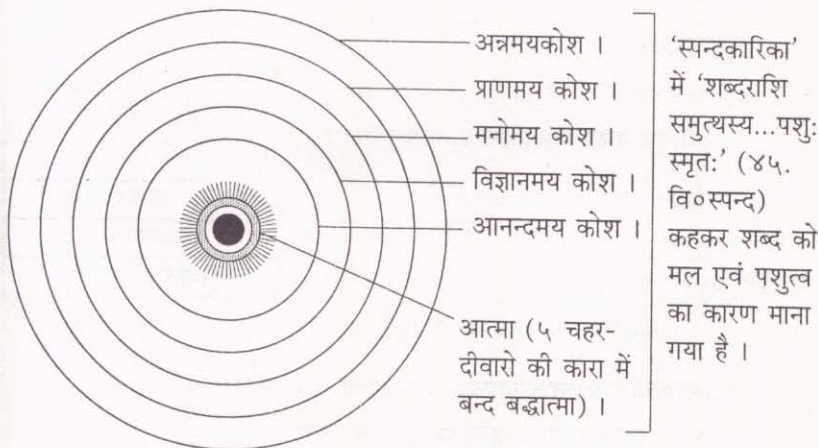 अन्नमयकोश ।
प्राणमय कोश ।
मनोमय कोश ।
विज्ञानमय कोश ।
आनन्दमय कोश ।
आत्मा (५ चहर-
दीवारो की कारा में
बन्द बद्धात्मा) ।
‘स्पन्दकारिका’
में ‘शब्दराशि
समुत्थस्य...पशुः
स्मृतः’ (४५.
वि०स्पन्द)
कहकर शब्द को
मल एवं पशुत्व
का कारण माना
गया है ।